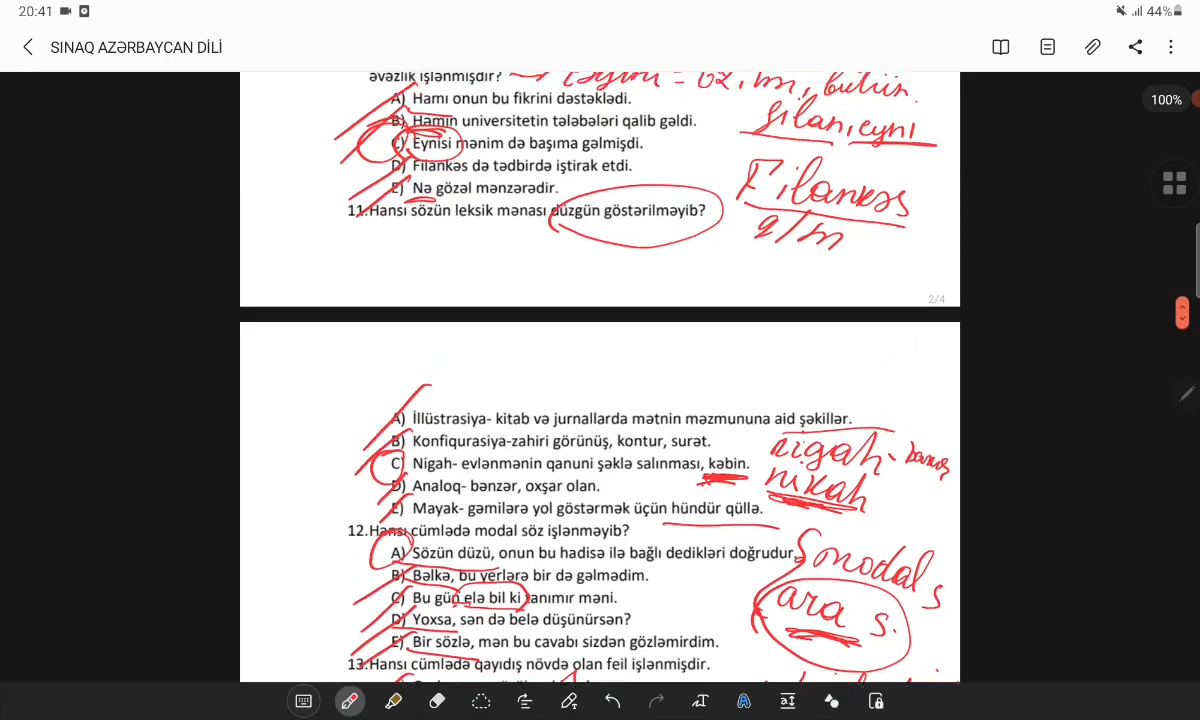 20:41
44%
SINAQ AZƏRBAYCAN DİLİ
100%
əvəzlik işlənmişdir?
A) Hamı onun bu fikrini dəstəklədi.
B) Həmin universitetin tələbələri qalib gəldi.
C) Eynisi mənim də başıma gəlmişdi.
D) Filankəs də tədbirdə iştirak etdi.
E) Nə gözəl mənzərədir.
11.Hansı sözün leksik mənası düzgün göstərilməyib?
bütün
filan, eyni
Filankəs
q/m
2/4
A) İllüstrasiya- kitab və jurnallarda mətnin məzmununa aid şəkillər.
B) Konfiqurasiya-zahiri görünüş, kontur, surət.
C) Nigah- evlənmənin qanuni şəklə salınması, kəbin.
D) Analoq- bənzər, oxşar olan.
E) Mayak- gəmilərə yol göstərmək üçün hündür qüllə.
nigah - baxış
nikah
12.Hansı cümlədə modal söz işlənməyib?
A) Sözün düzü, onun bu hadisə ilə bağlı dedikləri doğrudur.
B) Bəlkə, bu yerlərə bir də gəlmədim.
C) Bu gün elə bil ki tanımır məni.
D) Yoxsa, sən də belə düşünürsən?
E) Bir sözlə, mən bu cavabı sizdən gözləmirdim.
modal s
ara s.
13.Hansı cümlədə qayıdış növdə olan feil işlənmişdir.